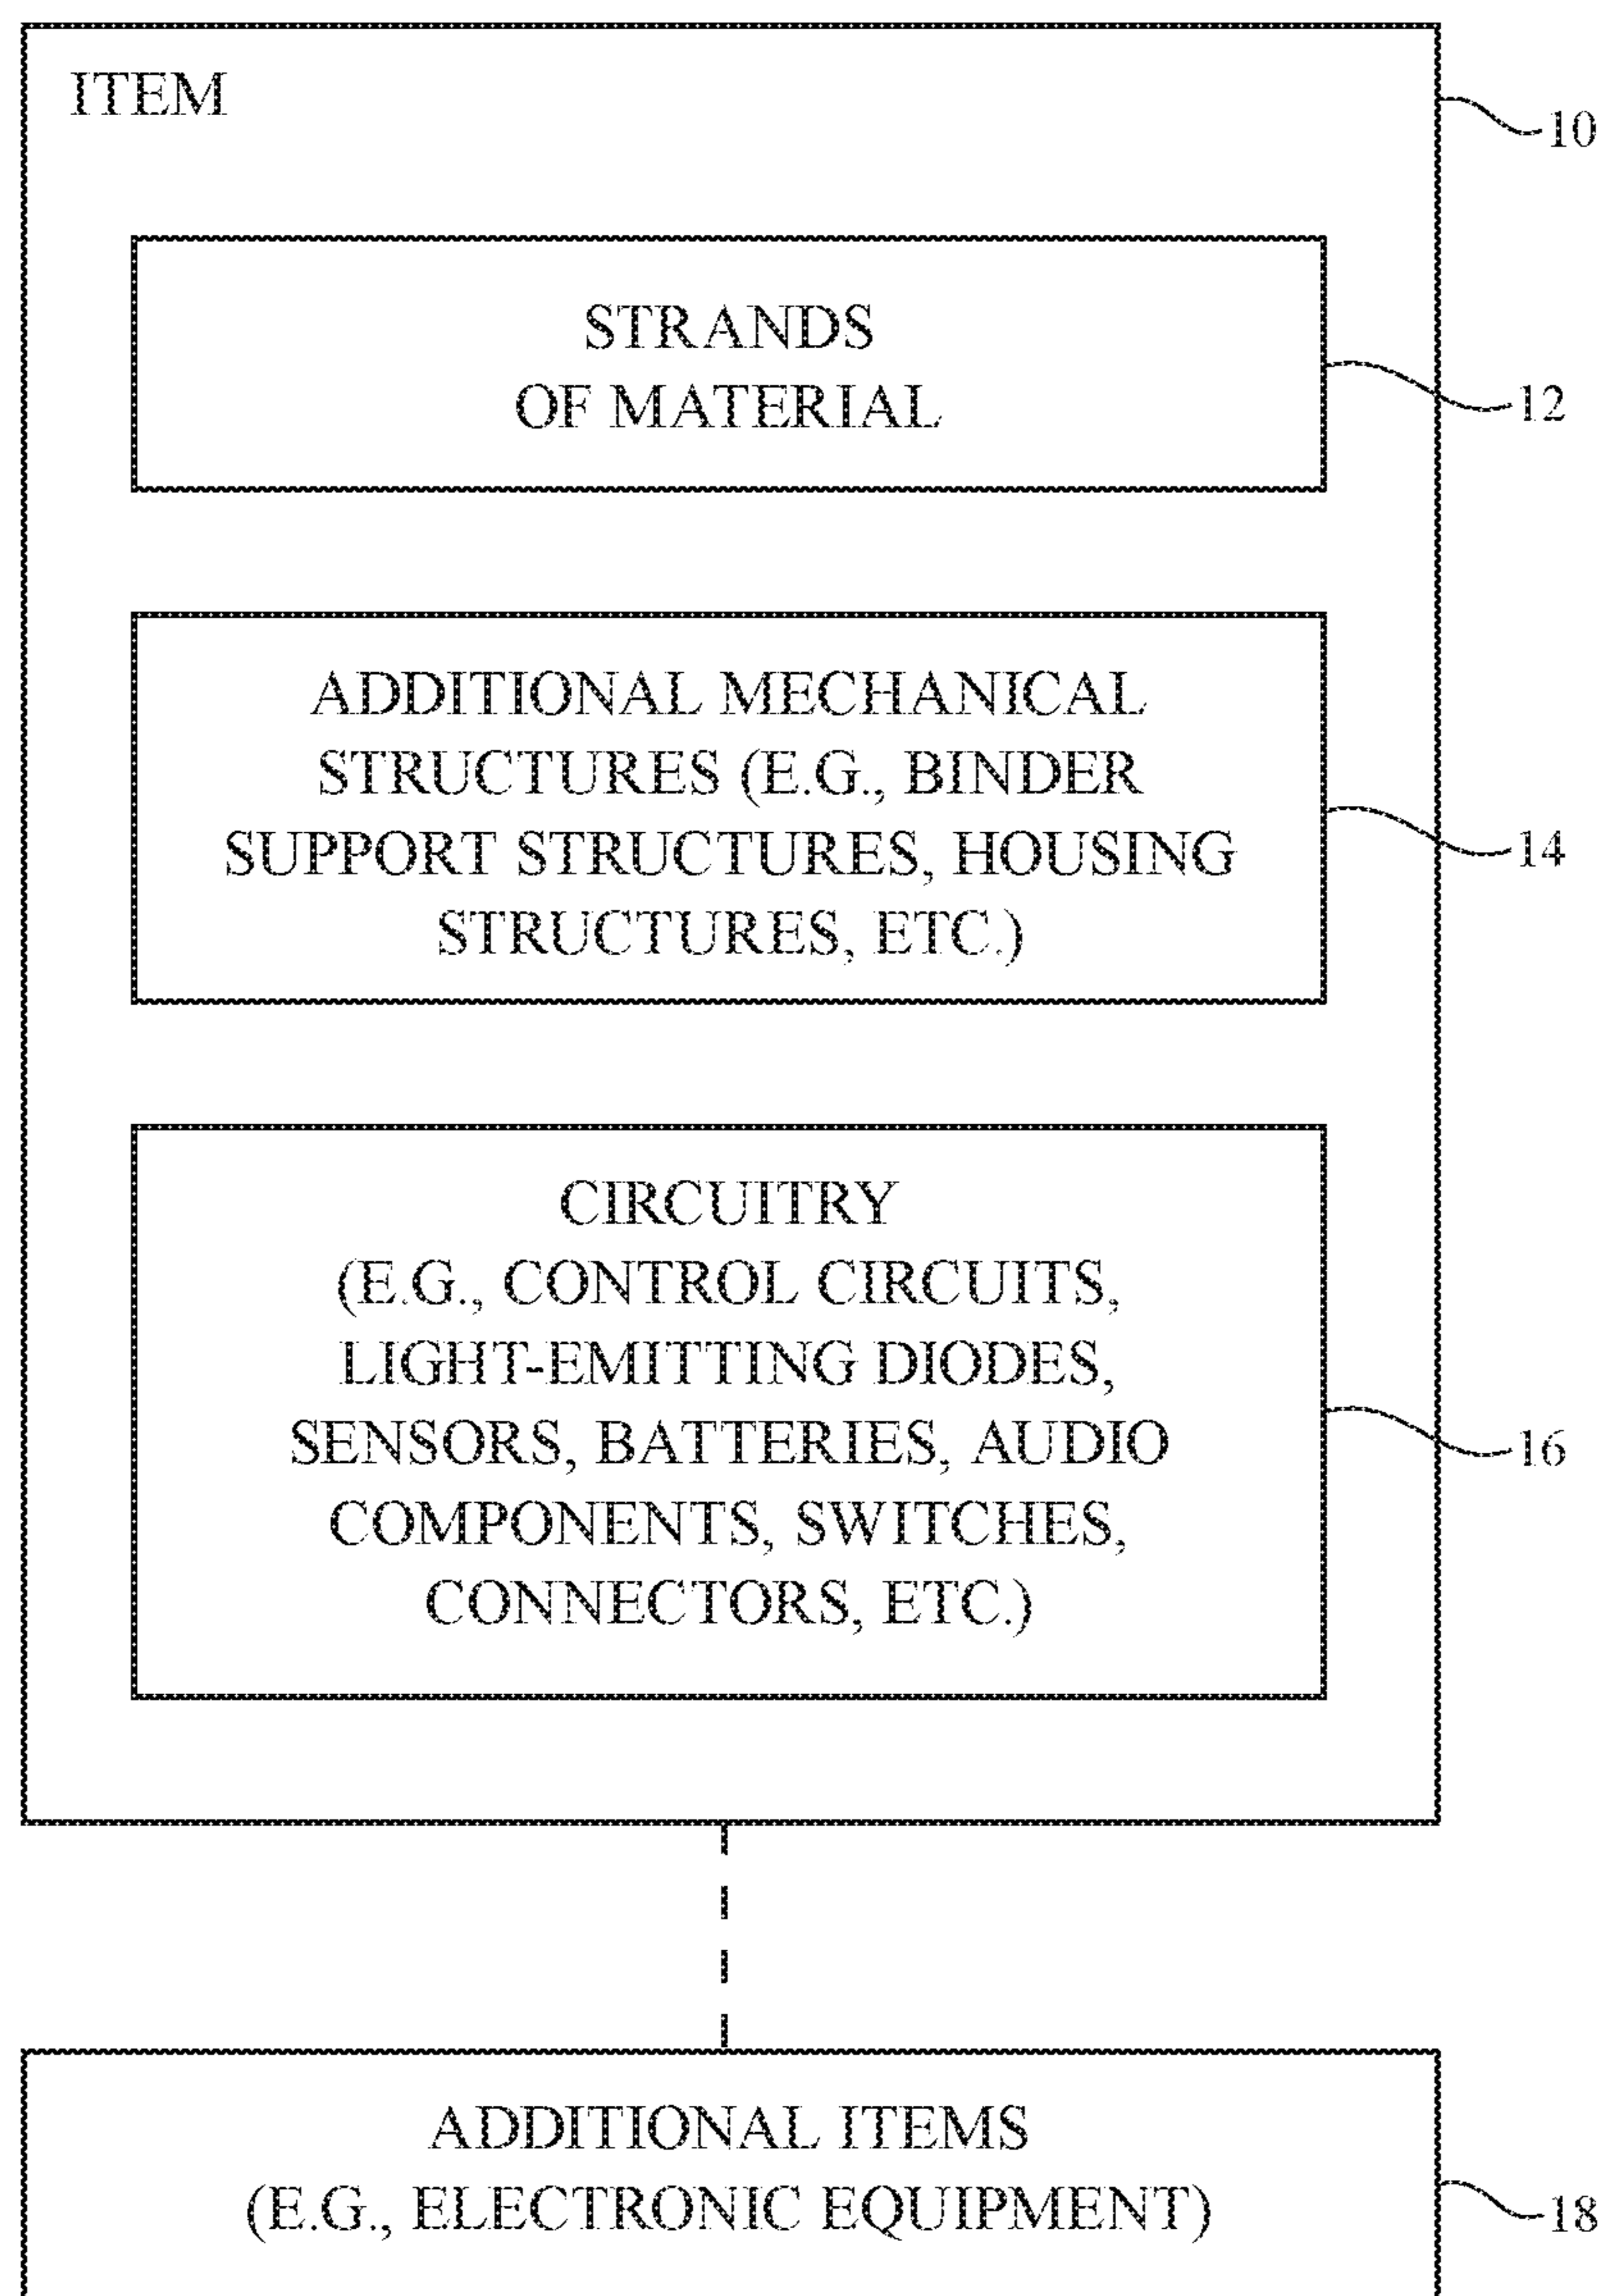 ITEM
10
STRANDS
OF MATERIAL
12
ADDITIONAL MECHANICAL
STRUCTURES (E.G., BINDER
SUPPORT STRUCTURES, HOUSING
STRUCTURES, ETC.)
14
CIRCUITRY
(E.G., CONTROL CIRCUITS,
LIGHT-EMITTING DIODES,
SENSORS, BATTERIES, AUDIO
COMPONENTS, SWITCHES,
CONNECTORS, ETC.)
16
ADDITIONAL ITEMS
(E.G., ELECTRONIC EQUIPMENT)
18